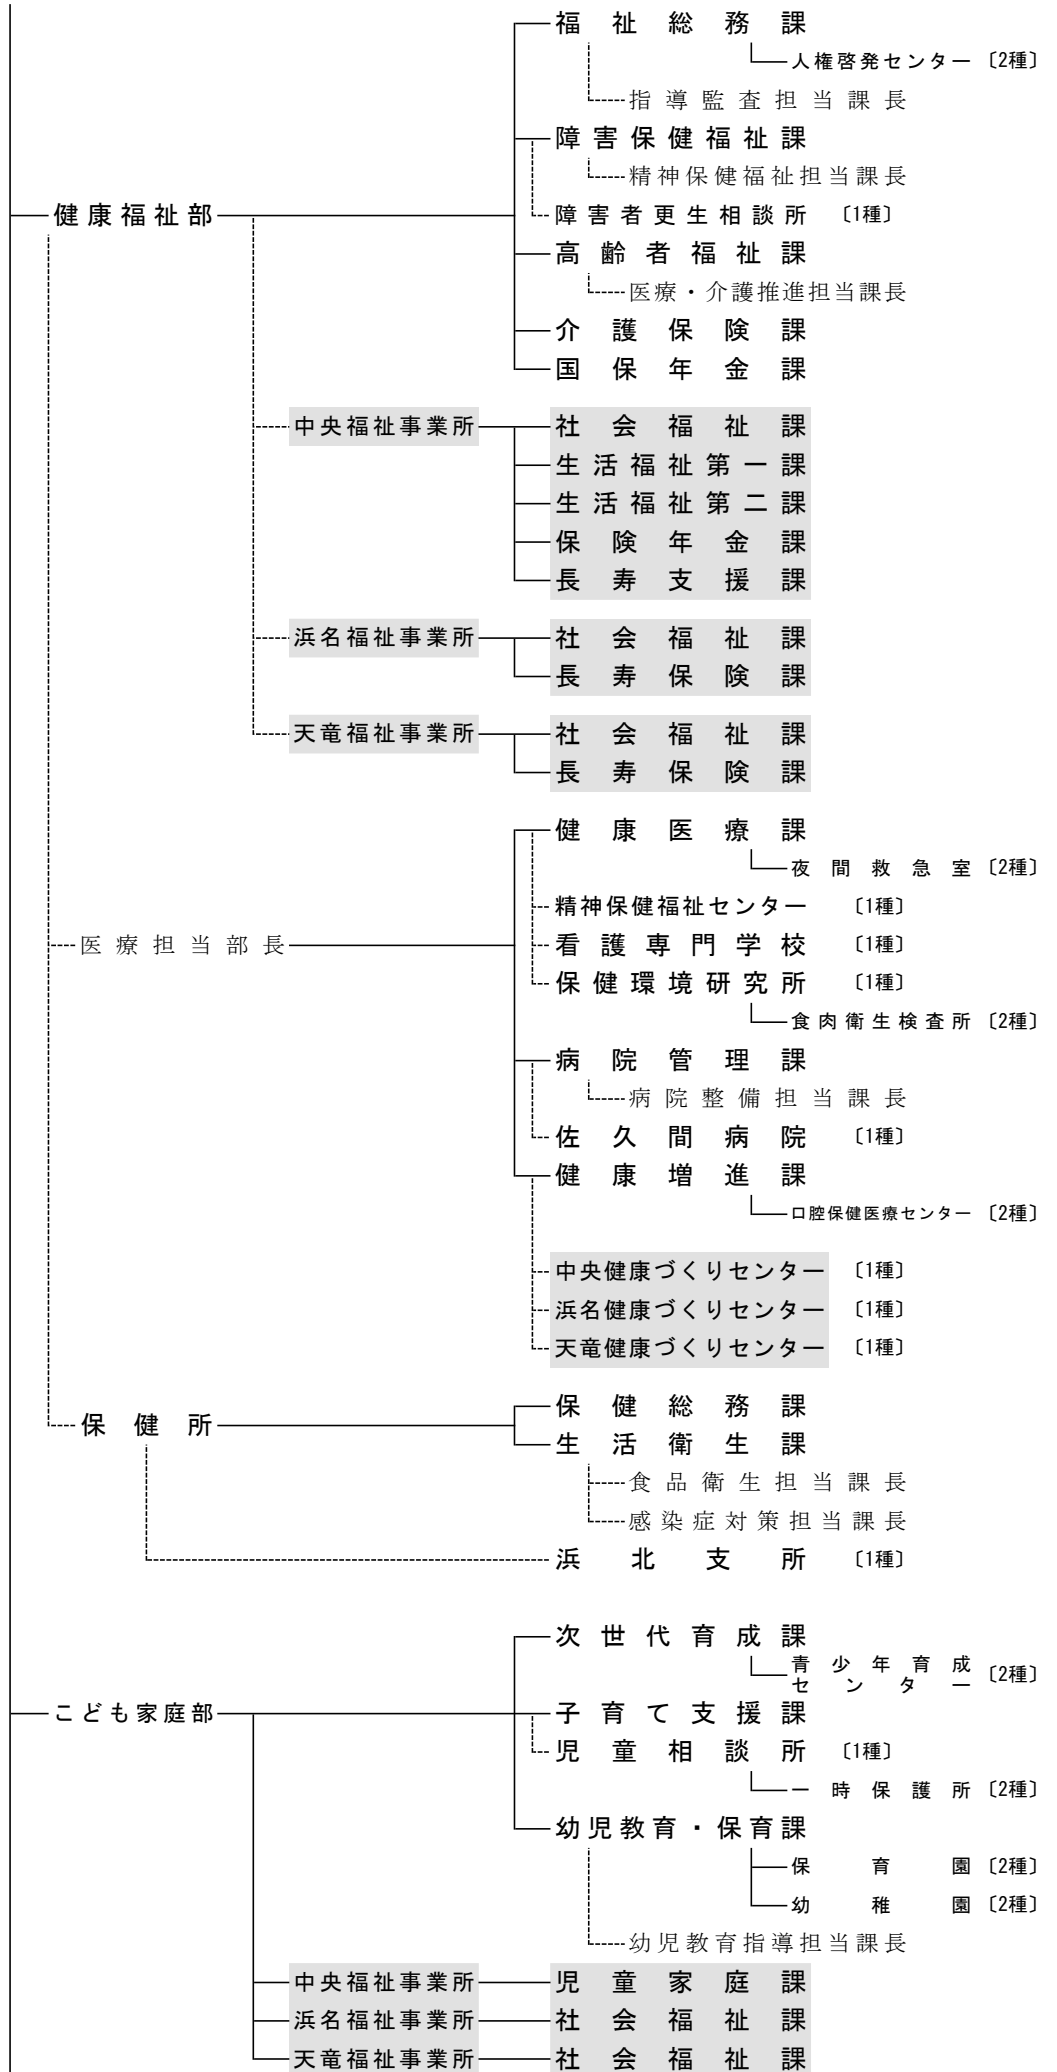 福祉総務課
人権啓発センター 〔2種〕
指導監査担当課長
障害保健福祉課
精神保健福祉担当課長
健康福祉部
障害者更生相談所 〔1種〕
高齢者福祉課
医療・介護推進担当課長
介護保険課
国保年金課
中央福祉事業所 社会福祉課
生活福祉第一課
生活福祉第二課
保険年金課
長寿支援課
浜名福祉事業所 社会福祉課
長寿保険課
天竜福祉事業所 社会福祉課
長寿保険課
健康医療課
夜間救急室 〔2種〕
精神保健福祉センター 〔1種〕
医療担当部長 看護専門学校 〔1種〕
保健環境研究所 〔1種〕
食肉衛生検査所 〔2種〕
病院管理課
病院整備担当課長
佐久間病院 〔1種〕
健康増進課
口腔保健医療センター 〔2種〕
中央健康づくりセンター 〔1種〕
浜名健康づくりセンター 〔1種〕
天竜健康づくりセンター 〔1種〕
保健総務課
保健所
生活衛生課
食品衛生担当課長
感染症対策担当課長
浜北支所 〔1種〕
次世代育成課
青少年育成
センター 〔2種〕
こども家庭部 子育て支援課
児童相談所 〔1種〕
一時保護所 〔2種〕
幼児教育・保育課
保育園 〔2種〕
幼稚園 〔2種〕
幼児教育指導担当課長
中央福祉事業所 児童家庭課
浜名福祉事業所 社会福祉課
天竜福祉事業所 社会福祉課